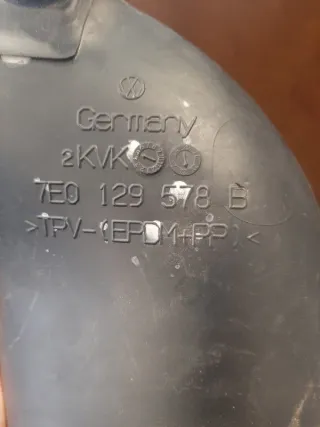 Germany
2KVK
7E0 129 578 B
>TPV-(EPDM+PP)<